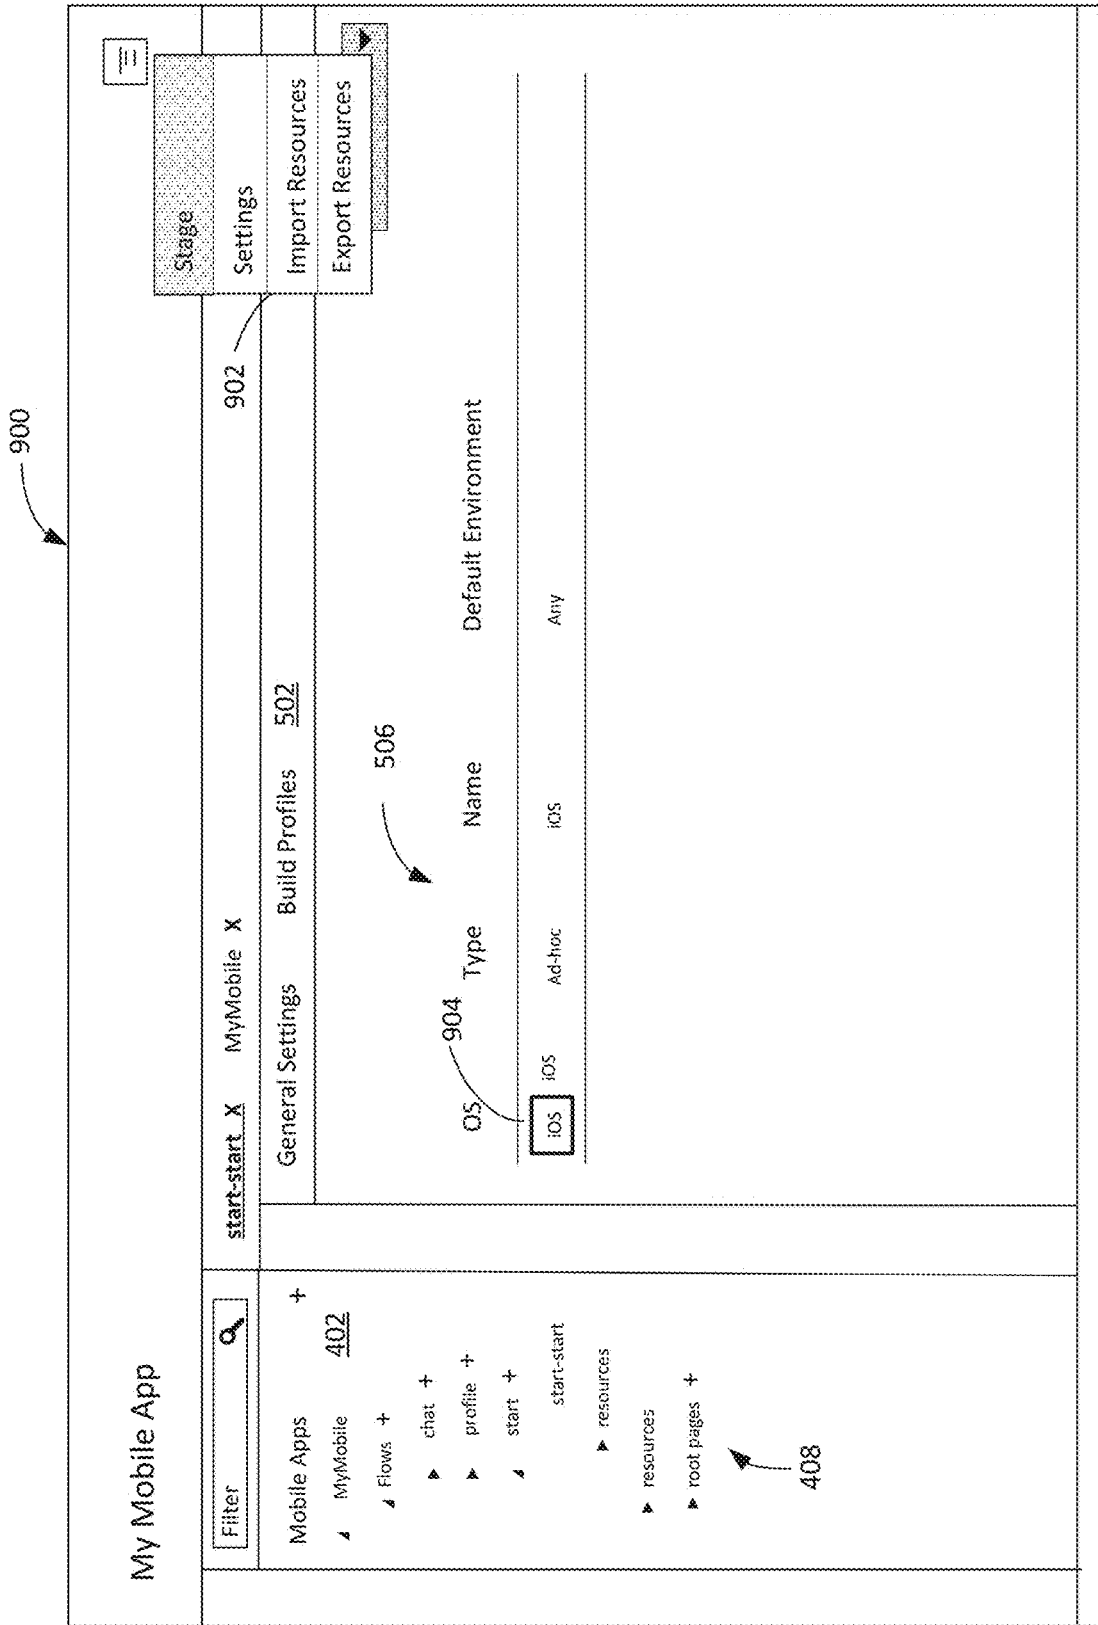 900
My Mobile App
Filter
start-start X
MyMobile X
902
Stage
Settings
Import Resources
Export Resources
Mobile Apps +
MyMobile
402
Flows +
chat +
profile +
start +
start-start
resources
resources
root pages +
408
General Settings
Build Profiles
502
506
904
OS
Type
Name
Default Environment
iOS
iOS
Ad-hoc
iOS
Any